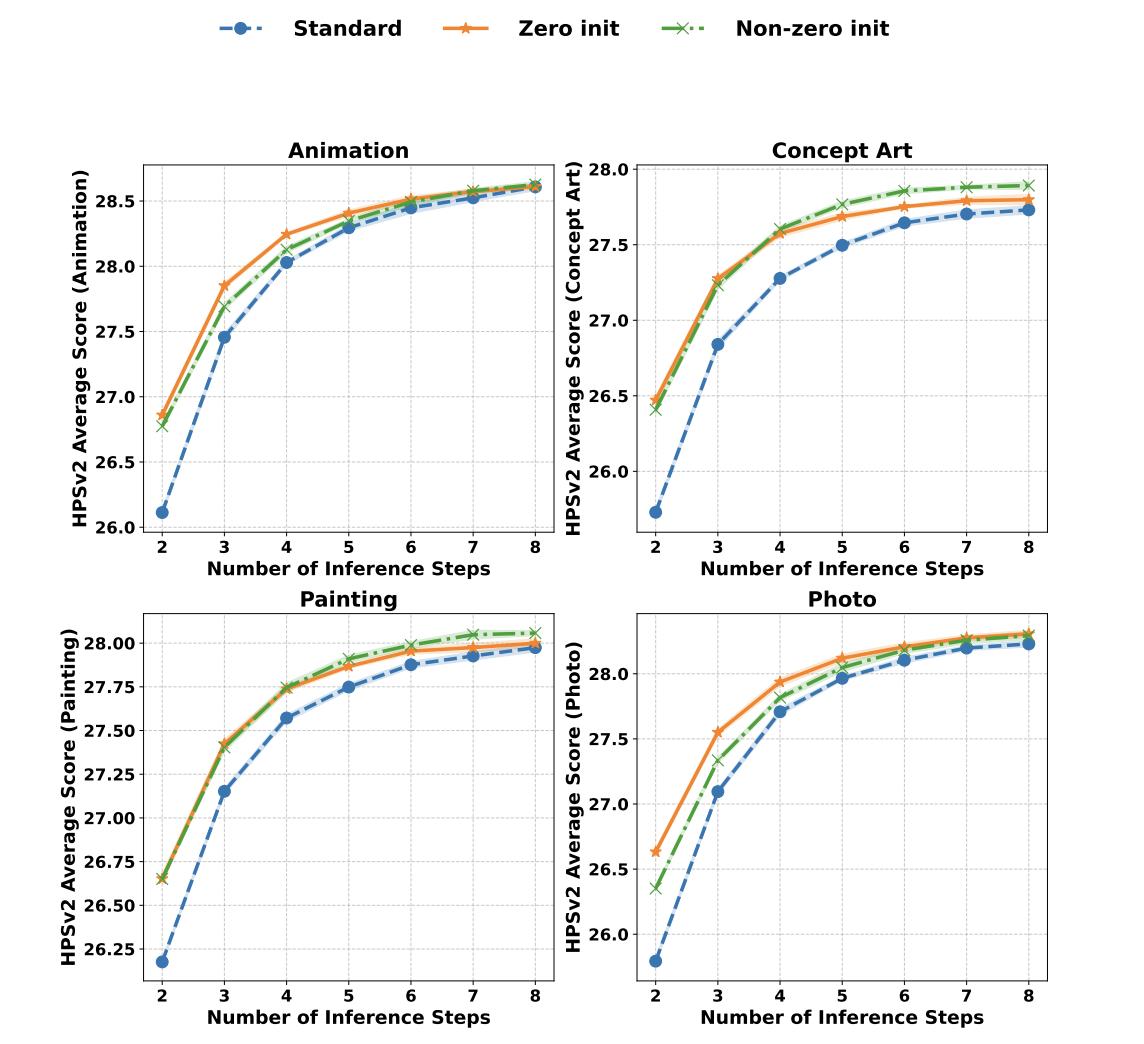 Standard Zero init Non-zero init
Animation
HPSv2 Average Score (Animation)
28.5
28.0
27.5
27.0
26.5
26.0
2 3 4 5 6 7 8
Number of Inference Steps
Concept Art
HPSv2 Average Score (Concept Art)
28.0
27.5
27.0
26.5
26.0
2 3 4 5 6 7 8
Number of Inference Steps
Painting
HPSv2 Average Score (Painting)
28.00
27.75
27.50
27.25
27.00
26.75
26.50
26.25
2 3 4 5 6 7 8
Number of Inference Steps
Photo
HPSv2 Average Score (Photo)
28.0
27.5
27.0
26.5
26.0
2 3 4 5 6 7 8
Number of Inference Steps